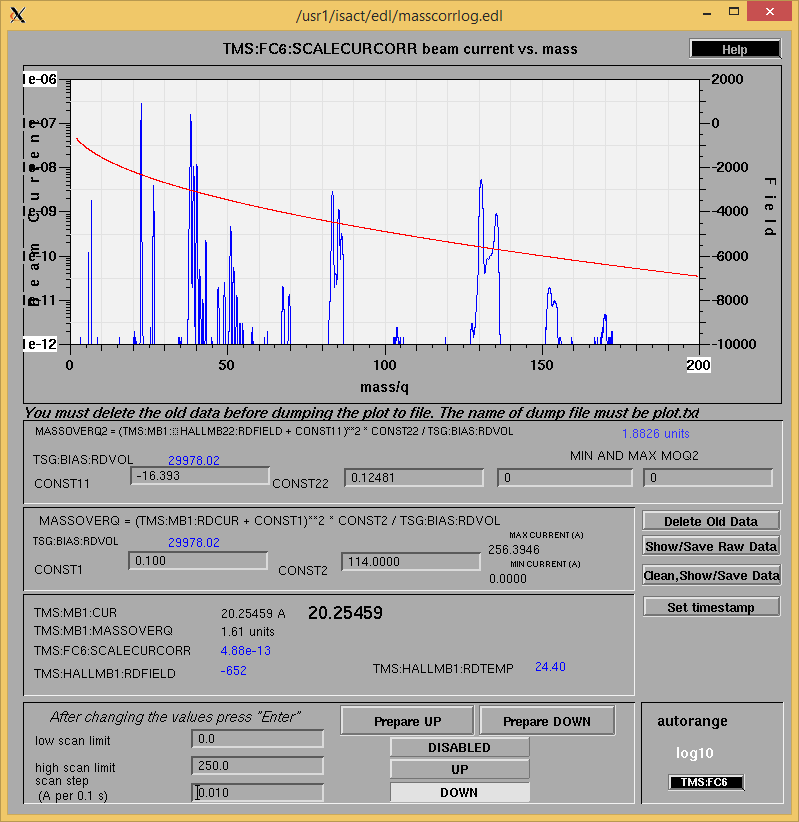 /usr1/isact/edl/masscorrlog.edl
TMS:FC6:SCALECURCORR beam current vs. mass
Help
1e-06
1e-07
1e-08
1e-09
1e-10
1e-11
1e-12
Beam Current
2000
0
-2000
-4000
-6000
-8000
-10000
Field
0 50 100 150 200
mass/q
You must delete the old data before dumping the plot to file. The name of dump file must be plot.txt
MASSOVERQ2 = (TMS:MB1: HALLMB22:RDFIELD + CONST11)**2 * CONST22 / TSG:BIAS:RDVOL 1.8826 units
TSG:BIAS:RDVOL 29978.02 MIN AND MAX MOQ2
CONST11 -16.393 CONST22 0.12481 0 0
MASSOVERQ = (TMS:MB1:RDCUR + CONST1)**2 * CONST2 / TSG:BIAS:RDVOL
TSG:BIAS:RDVOL 29978.02 MAX CURRENT (A)
256.3946
CONST1 0.100 CONST2 114.0000 MIN CURRENT (A)
0.0000
Delete Old Data
Show/Save Raw Data
Clean,Show/Save Data
Set timestamp
TMS:MB1:CUR 20.25459 A 20.25459
TMS:MB1:MASSOVERQ 1.61 units
TMS:FC6:SCALECURCORR 4.88e-13
TMS:HALLMB1:RDFIELD -652 TMS:HALLMB1:RDTEMP 24.40
After changing the values press "Enter"
low scan limit 0.0
high scan limit 250.0
scan step
(A per 0.1 s) 0.010
Prepare UP Prepare DOWN
DISABLED
UP
DOWN
autorange
log10
TMS:FC6